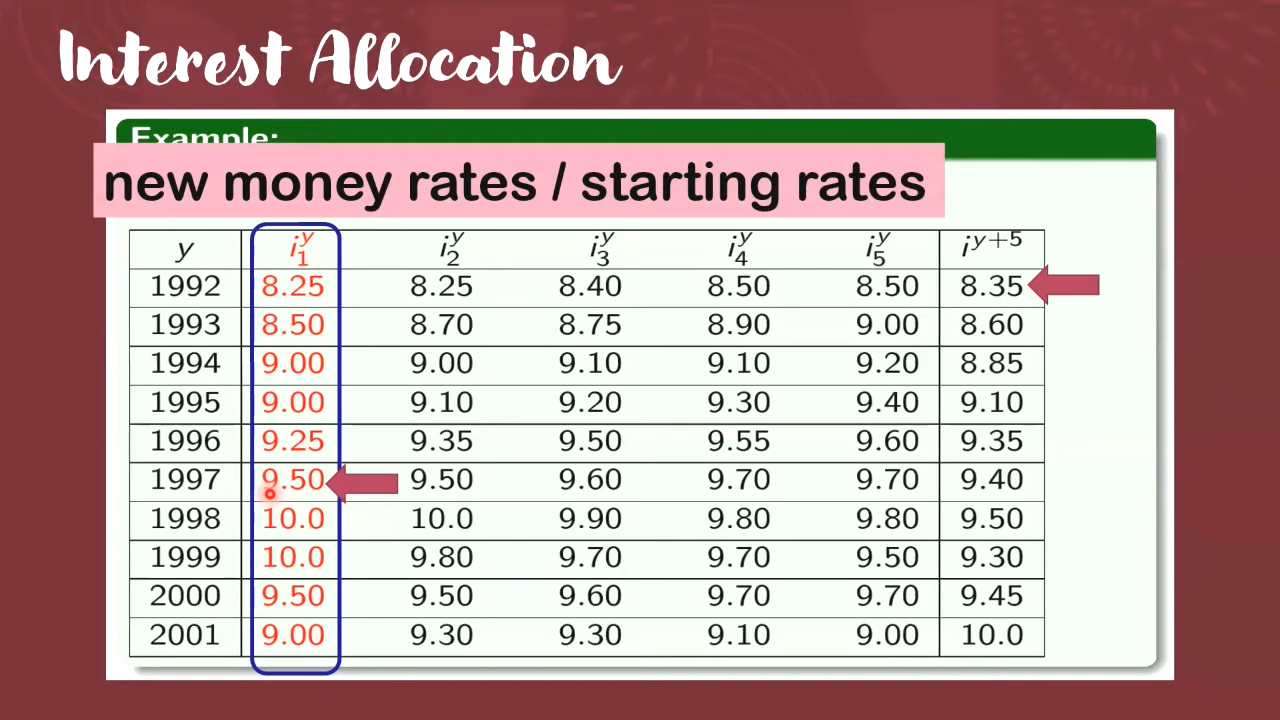 Interest Allocation
Example:
new money rates / starting rates
y i₁ʸ i₂ʸ i₃ʸ i₄ʸ i₅ʸ iʸ⁺⁵
1992 8.25 8.25 8.40 8.50 8.50 8.35
1993 8.50 8.70 8.75 8.90 9.00 8.60
1994 9.00 9.00 9.10 9.10 9.20 8.85
1995 9.00 9.10 9.20 9.30 9.40 9.10
1996 9.25 9.35 9.50 9.55 9.60 9.35
1997 9.50 9.50 9.60 9.70 9.70 9.40
1998 10.0 10.0 9.90 9.80 9.80 9.50
1999 10.0 9.80 9.70 9.70 9.50 9.30
2000 9.50 9.50 9.60 9.70 9.70 9.45
2001 9.00 9.30 9.30 9.10 9.00 10.0